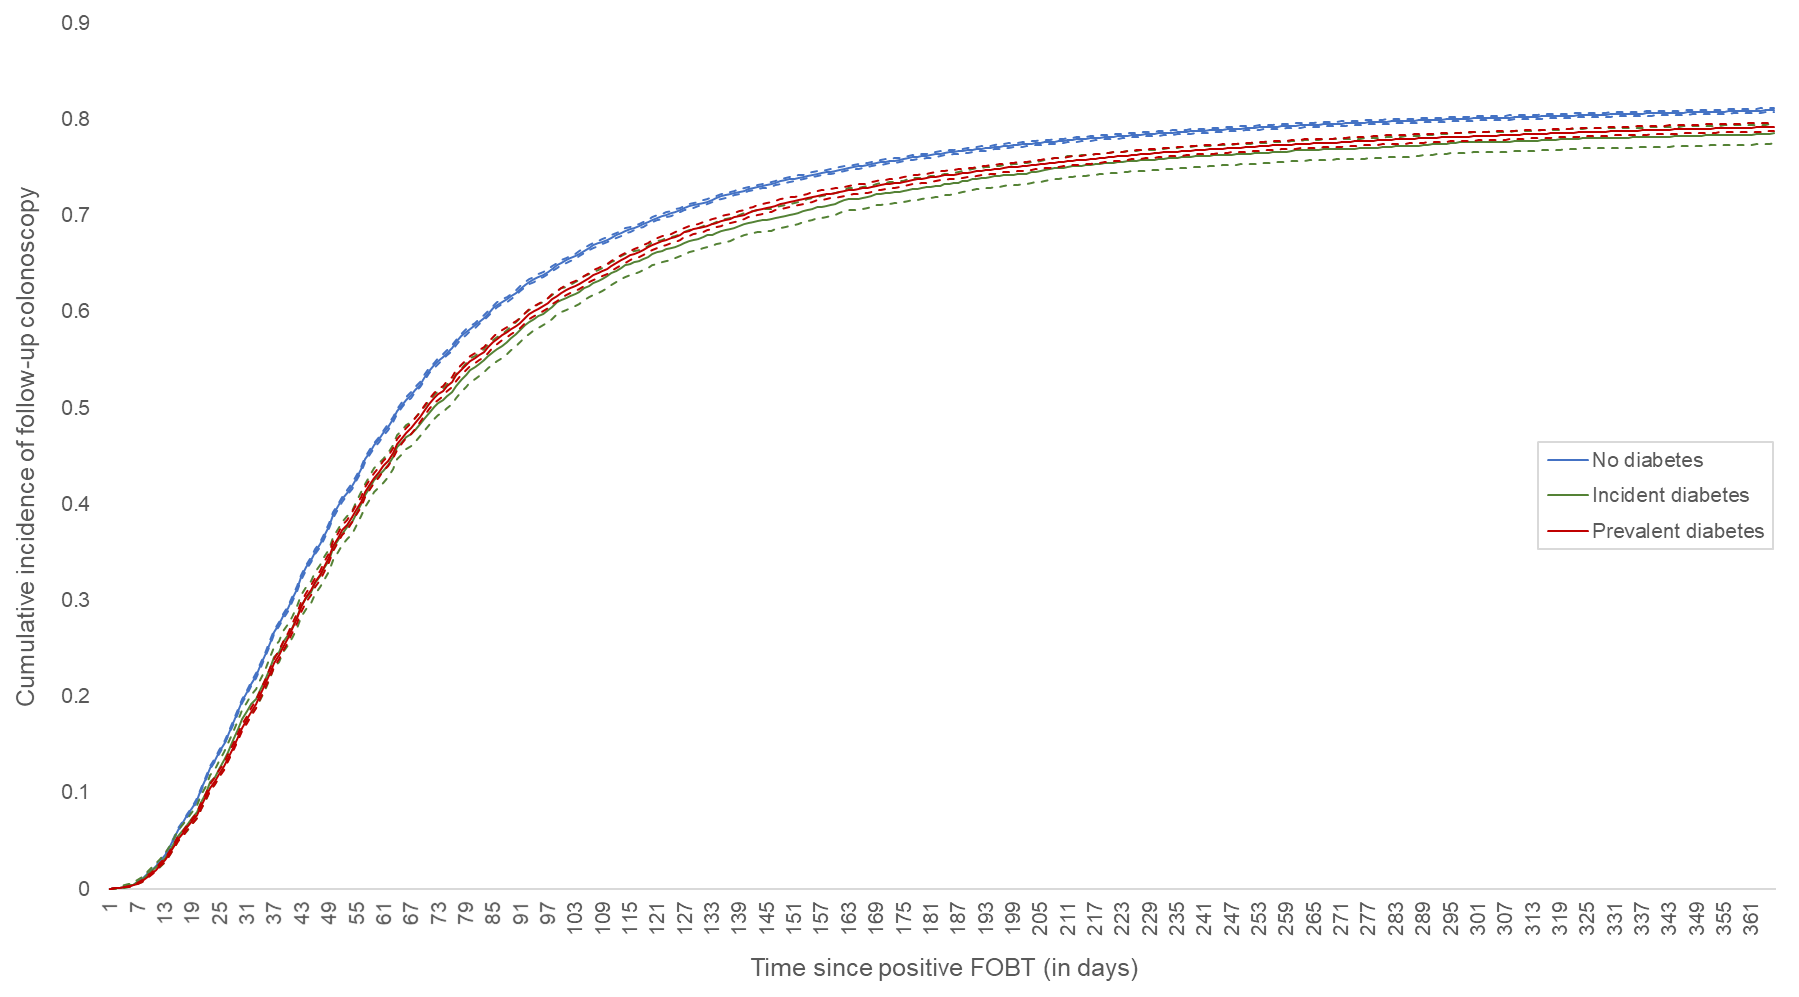 0.9
0.8
0.7
0.6
0.5
0.4
0.3
0.2
0.1
0
Cumulative incidence of follow-up colonoscopy
No diabetes
Incident diabetes
Prevalent diabetes
1 7 13 19 25 31 37 43 49 55 61 67 73 79 85 91 97 103 109 115 121 127 133 139 145 151 157 163 169 175 181 187 193 199 205 211 217 223 229 235 241 247 253 259 265 271 277 283 289 295 301 307 313 319 325 331 337 343 349 355 361
Time since positive FOBT (in days)